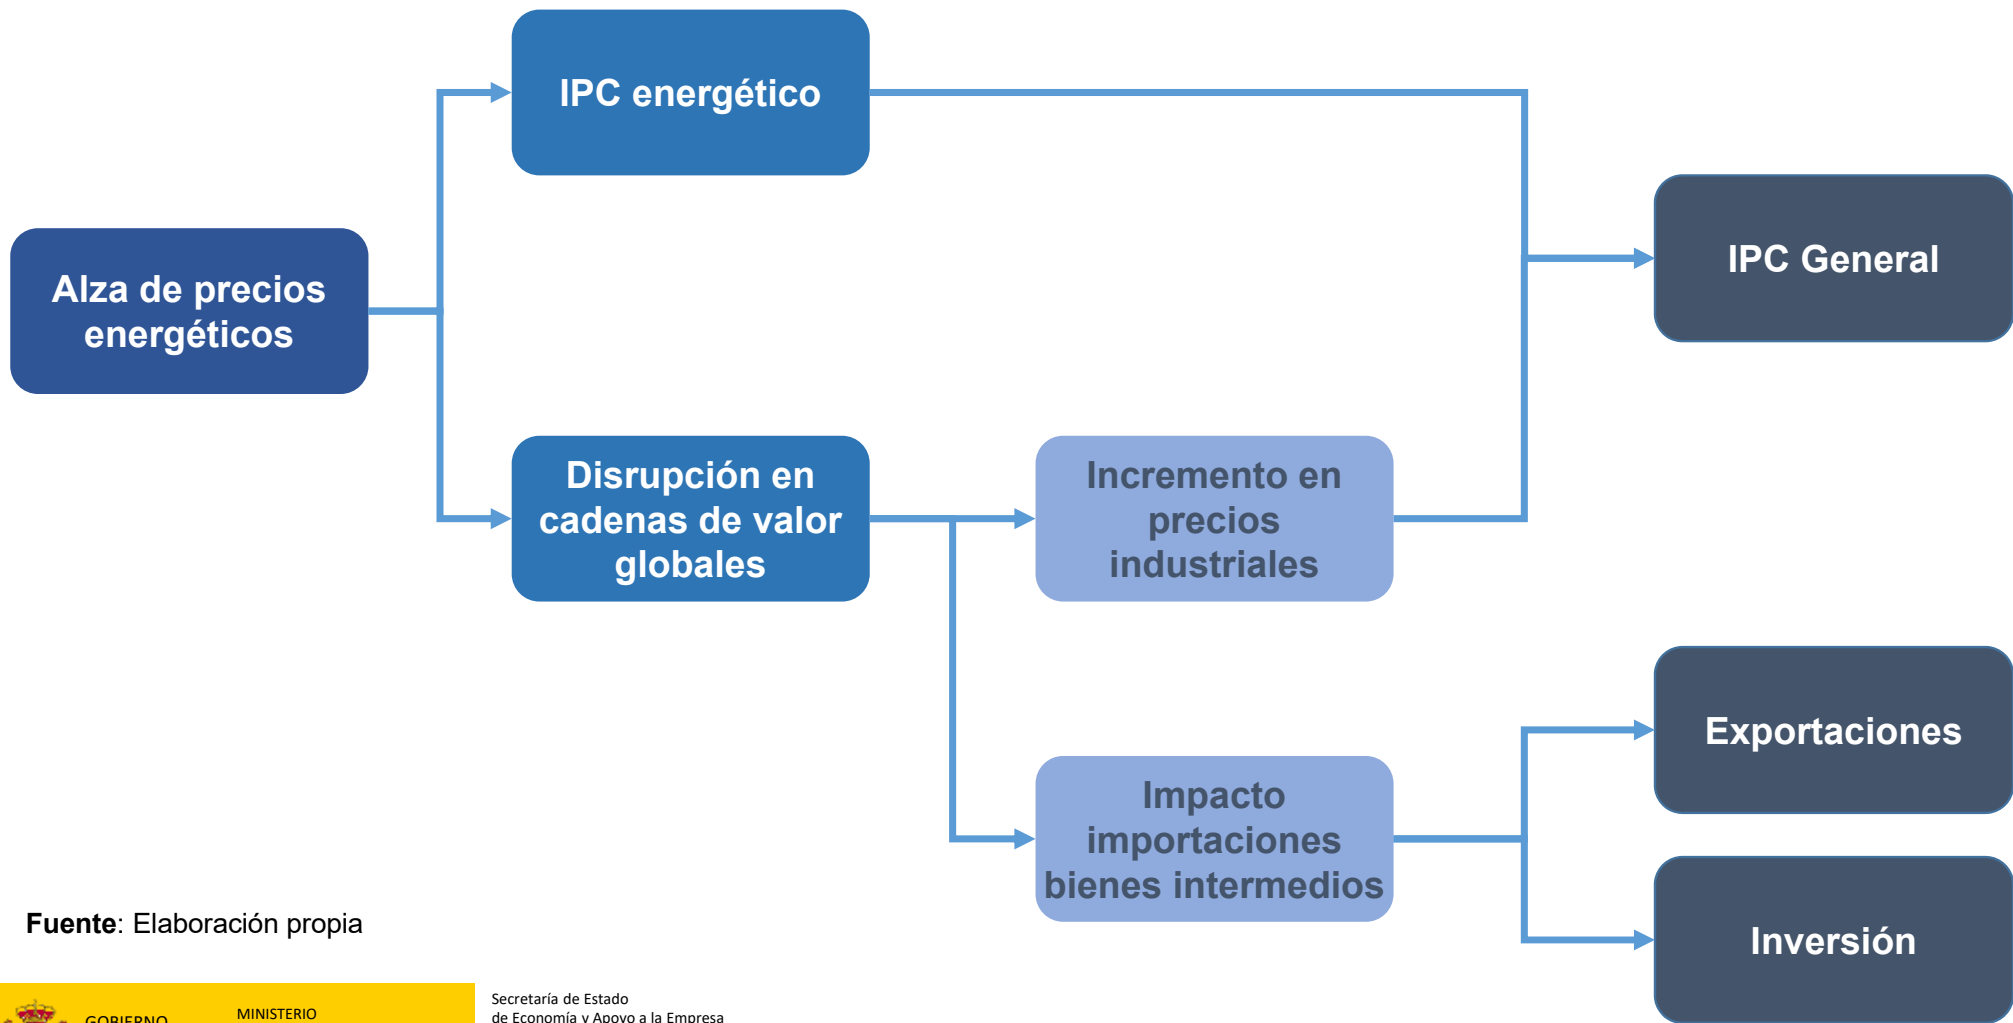 IPC energético
IPC General
Alza de precios
energéticos
Disrupción en
cadenas de valor
globales
Incremento en
precios
industriales
Exportaciones
Impacto
importaciones
bienes intermedios
Inversión
Fuente: Elaboración propia
GOBIERNO
MINISTERIO
Secretaría de Estado
de Economía y Apoyo a la Empresa